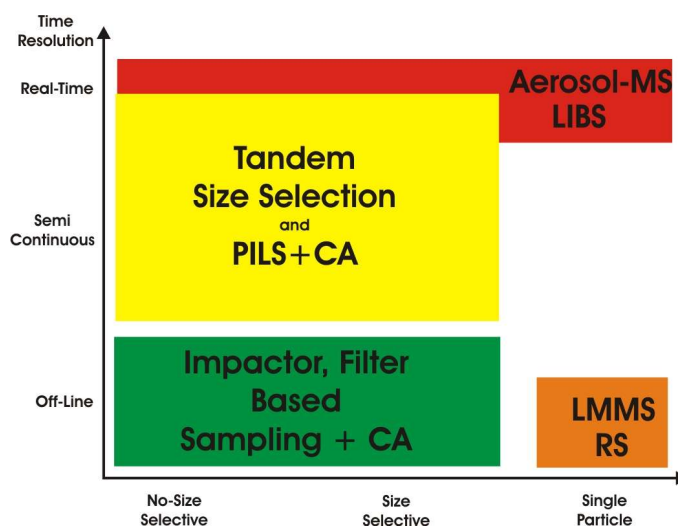 Time
Resolution
Real-Time
Aerosol-MS
LIBS
Tandem
Size Selection
and
PILS+CA
Semi
Continuous
Impactor, Filter
Based
Sampling + CA
Off-Line
LMMS
RS
No-Size
Selective
Size
Selective
Single
Particle